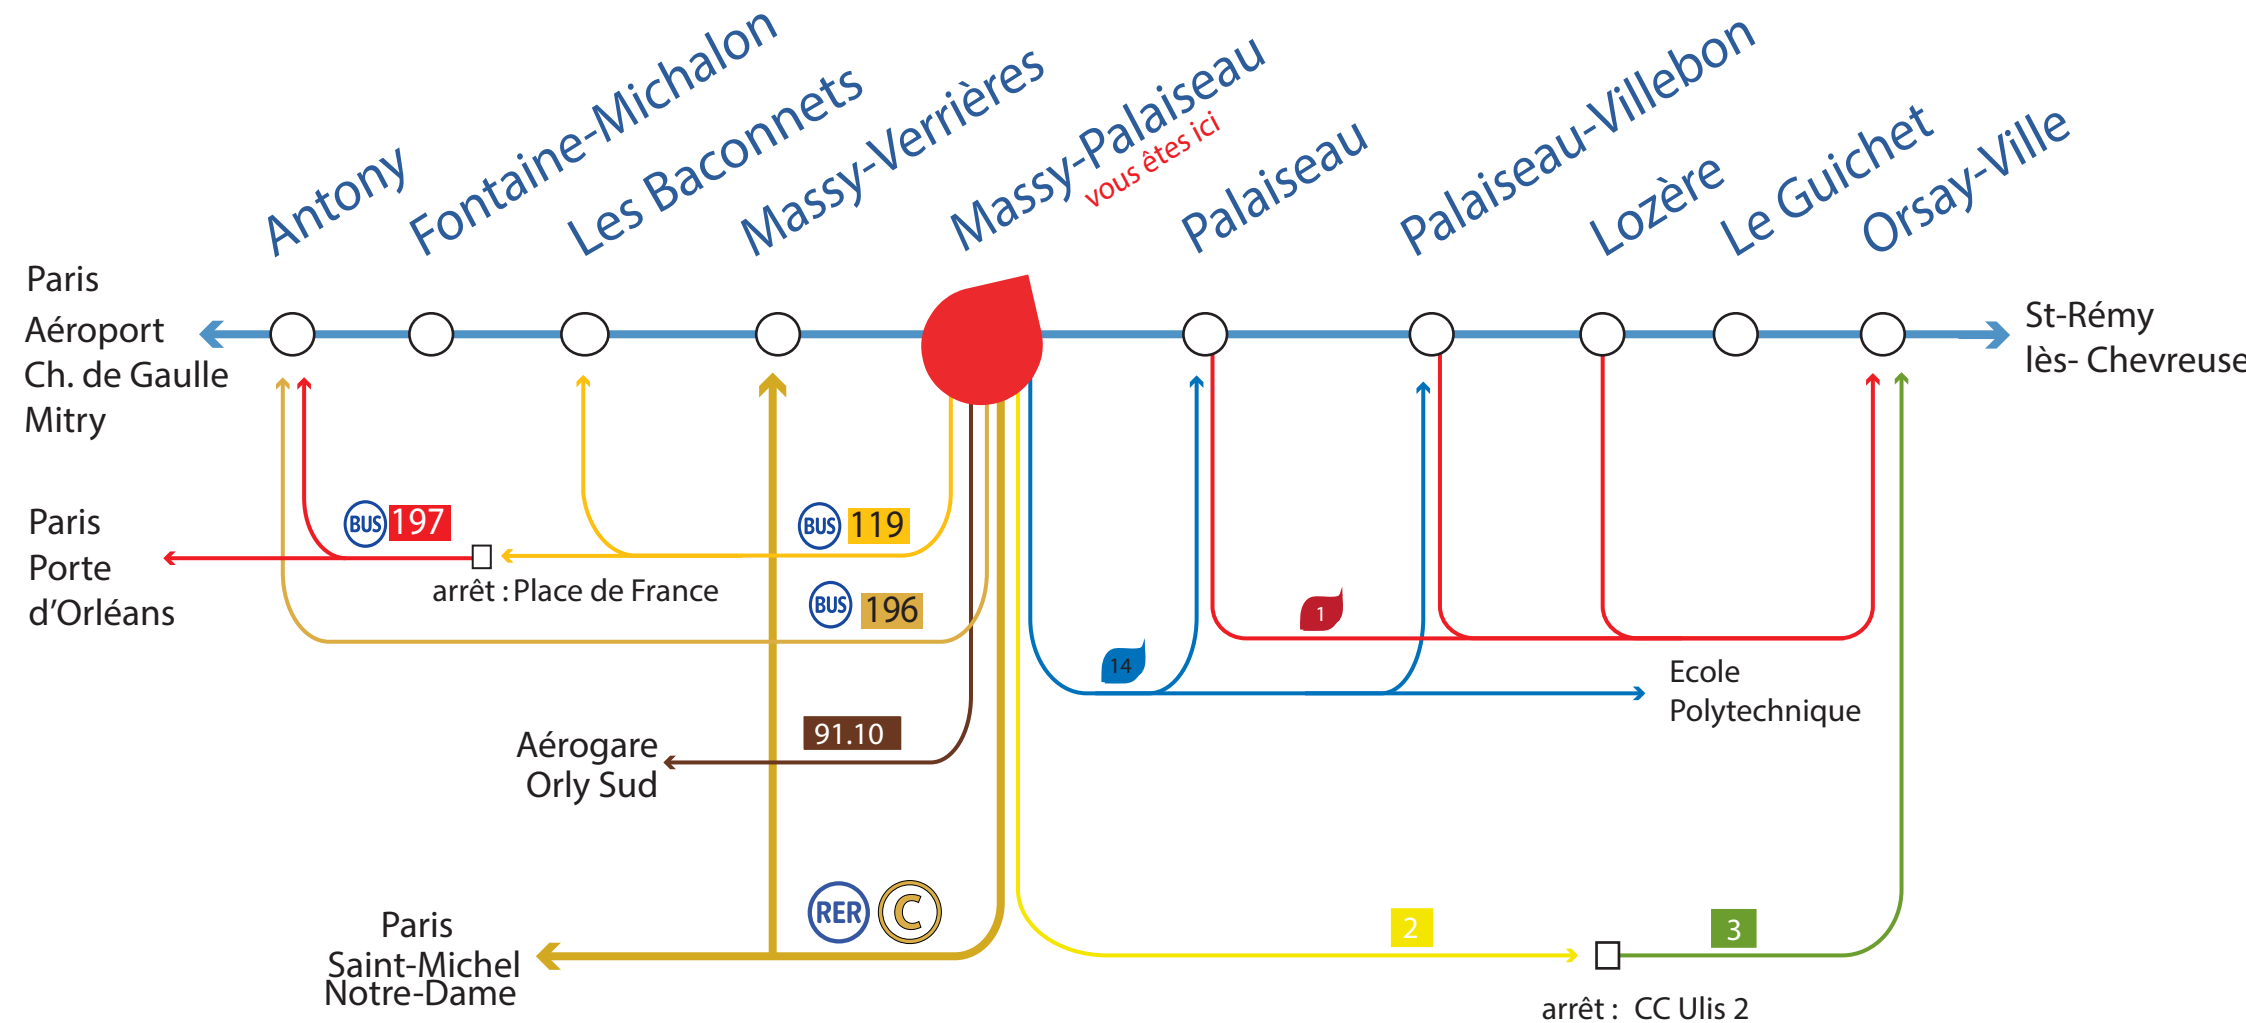 Antony
Fontaine-Michalon
Les Baconnets
Massy-Verrières
Massy-Palaiseau
vous êtes ici
Palaiseau
Palaiseau-Villebon
Lozère
Le Guichet
Orsay-Ville
Paris
Aéroport
Ch. de Gaulle
Mitry
St-Rémy
lès- Chevreuse
Paris
Porte
d'Orléans
BUS 197
arrêt : Place de France
BUS 119
BUS 196
1
14
Ecole
Polytechnique
91.10
Aérogare
Orly Sud
RER C
Paris
Saint-Michel
Notre-Dame
2
3
arrêt : CC Ulis 2